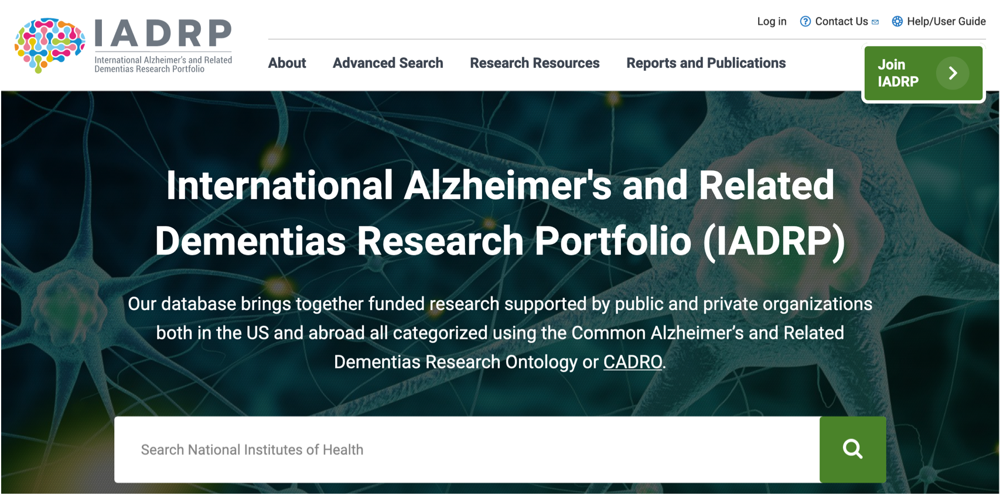 IADRP
International Alzheimer's and Related
Dementias Research Portfolio
Log in
Contact Us
Help/User Guide
About
Advanced Search
Research Resources
Reports and Publications
Join
IADRP
International Alzheimer's and Related
Dementias Research Portfolio (IADRP)
Our database brings together funded research supported by public and private organizations
both in the US and abroad all categorized using the Common Alzheimer’s and Related
Dementias Research Ontology or CADRO.
Search National Institutes of Health